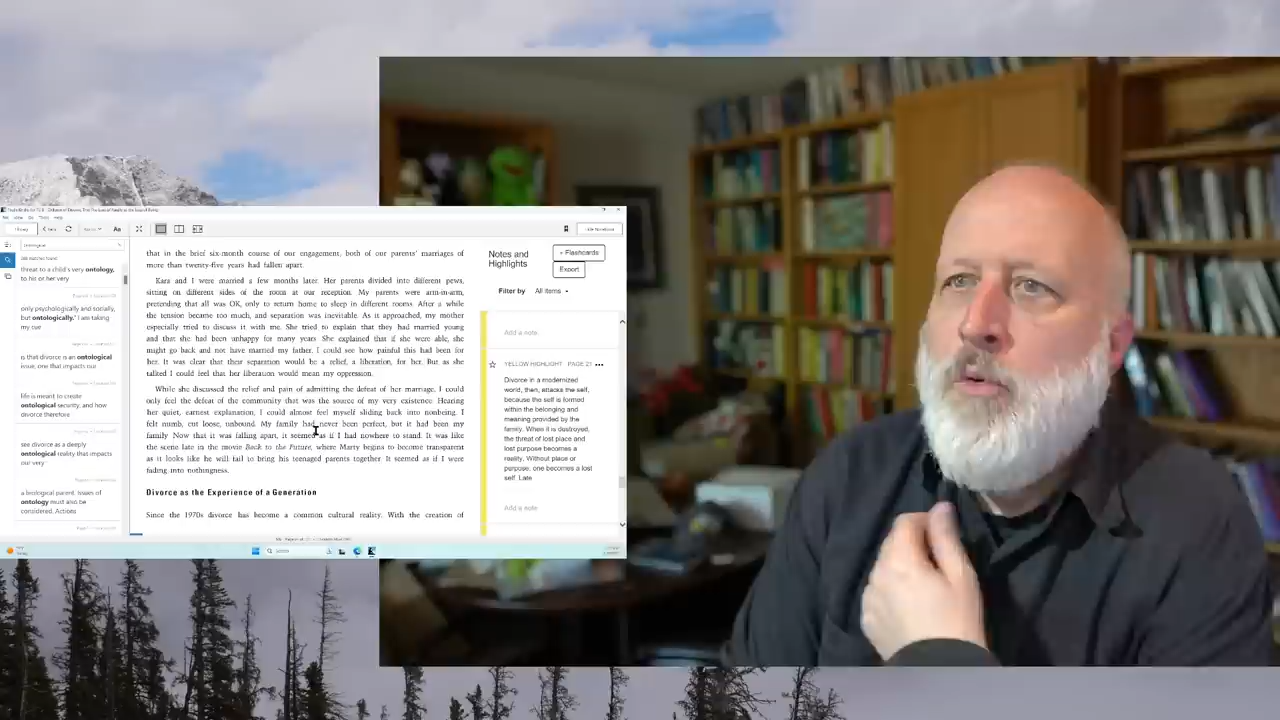 Aa
threat to a child's very ontology,
to his or her very
only psychologically and socially,
but ontologically." I am taking
my cue
is that divorce is an ontological
issue, one that impacts our
life is meant to create
ontological security, and how
divorce therefore
see divorce as a deeply
ontological reality that impacts
our very
a biological parent. Issues of
ontology must also be
considered. Actions
that in the brief six-month course of our engagement, both of our parents' marriages of
more than twenty-five years had fallen apart.
Kara and I were married a few months later. Her parents divided into different pews,
sitting on different sides of the room at our reception. My parents were arm-in-arm,
pretending that all was OK, only to return home to sleep in different rooms. After a while
the tension became too much, and separation was inevitable. As it approached, my mother
especially tried to discuss it with me. She tried to explain that they had married young
and that she had been unhappy for many years. She explained that if she were able, she
might go back and not have married my father. I could see how painful this had been for
her. It was clear that their separation would be a relief, a liberation, for her. But as she
talked I could feel that her liberation would mean my oppression.
While she discussed the relief and pain of admitting the defeat of her marriage, I could
only feel the defeat of the community that was the source of my very existence. Hearing
her quiet, earnest explanation, I could almost feel myself sliding back into nonbeing. I
felt numb, cut loose, unbound. My family had never been perfect, but it had been my
family. Now that it was falling apart, it seemed as if I had nowhere to stand. It was like
the scene late in the movie Back to the Future, where Marty begins to become transparent
as it looks like he will fail to bring his teenaged parents together. It seemed as if I were
fading into nothingness.
Divorce as the Experience of a Generation
Since the 1970s divorce has become a common cultural reality. With the creation of
Notes and
Highlights
+ Flashcards
Export
Filter by All items
Add a note
YELLOW HIGHLIGHT PAGE 21
Divorce in a modernized
world, then, attacks the self,
because the self is formed
within the belonging and
meaning provided by the
family. When it is destroyed,
the threat of lost place and
lost purpose becomes a
reality. Without place or
purpose, one becomes a lost
self. Late
Add a note